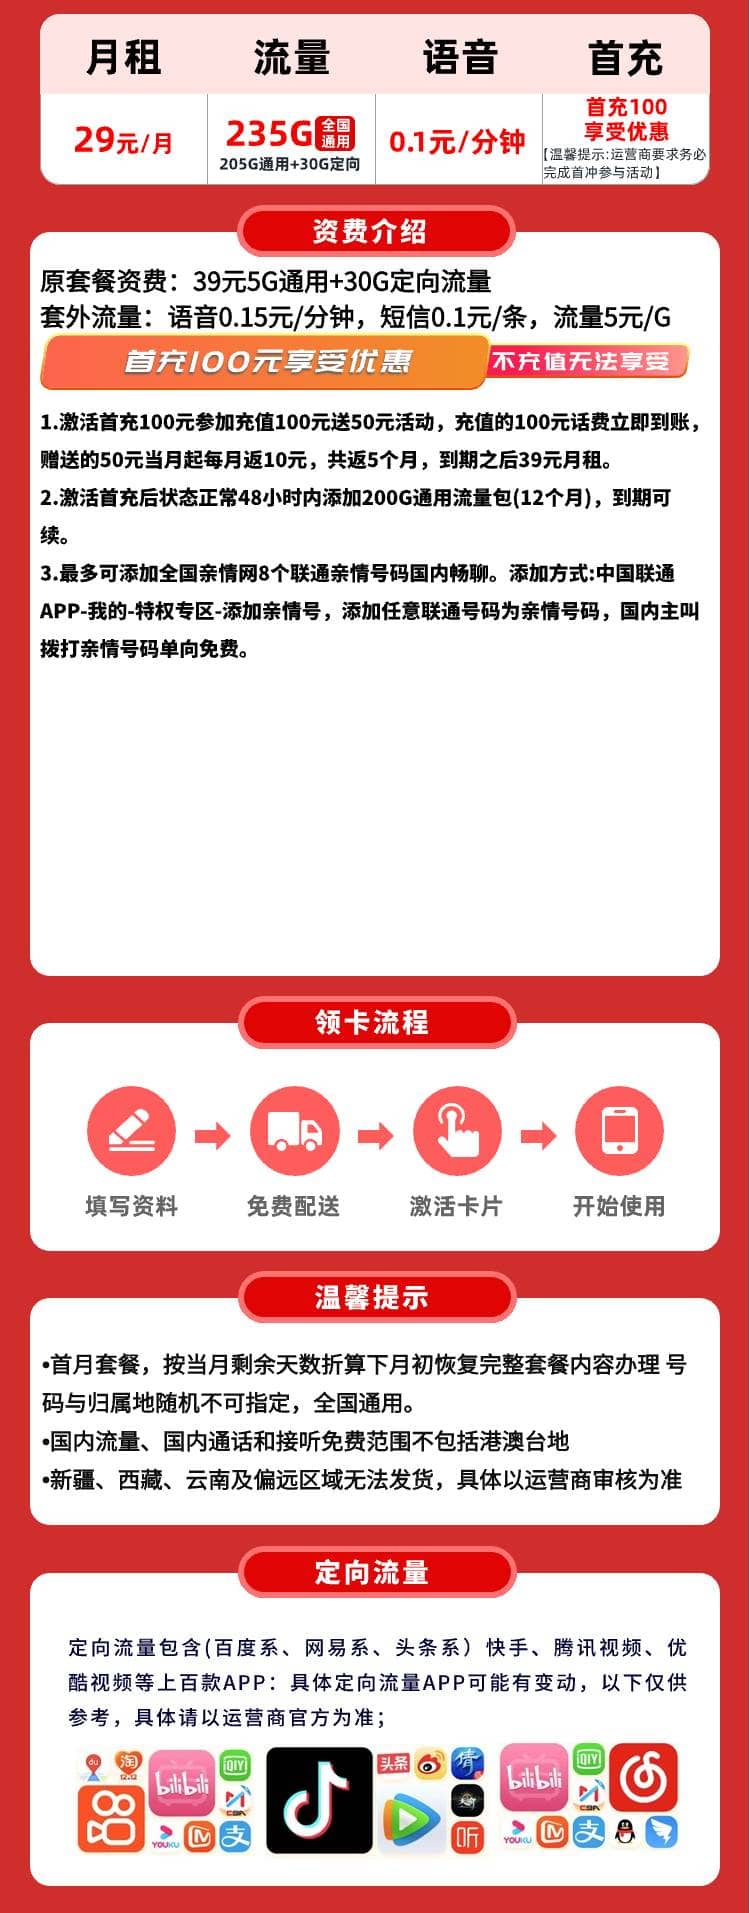 月租 流量 语音 首充
29元/月
235G全国通用
205G通用+30G定向
0.1元/分钟
首充100
享受优惠
【温馨提示:运营商要求务必
完成首冲参与活动】
资费介绍
原套餐资费：39元5G通用+30G定向流量
套外流量：语音0.15元/分钟，短信0.1元/条，流量5元/G
首充100元享受优惠 不充值无法享受
1.激活首充100元参加充值100元送50元活动，充值的100元话费立即到账，
赠送的50元当月起每月返10元，共返5个月，到期之后39元月租。
2.激活首充后状态正常48小时内添加200G通用流量包(12个月)，到期可
续。
3.最多可添加全国亲情网8个联通亲情号码国内畅聊。添加方式:中国联通
APP-我的-特权专区-添加亲情号，添加任意联通号码为亲情号码，国内主叫
拨打亲情号码单向免费。
领卡流程
填写资料 免费配送 激活卡片 开始使用
温馨提示
•首月套餐，按当月剩余天数折算下月初恢复完整套餐内容办理 号
码与归属地随机不可指定，全国通用。
•国内流量、国内通话和接听免费范围不包括港澳台地
•新疆、西藏、云南及偏远区域无法发货，具体以运营商审核为准
定向流量
定向流量包含(百度系、网易系、头条系）快手、腾讯视频、优
酷视频等上百款APP：具体定向流量APP可能有变动，以下仅供
参考，具体请以运营商官方为准；
du 淘 12.12 bilibili QIY CBA YOUKU 支
头条 倩 听
bilibili QIY CBA YOUKU 支